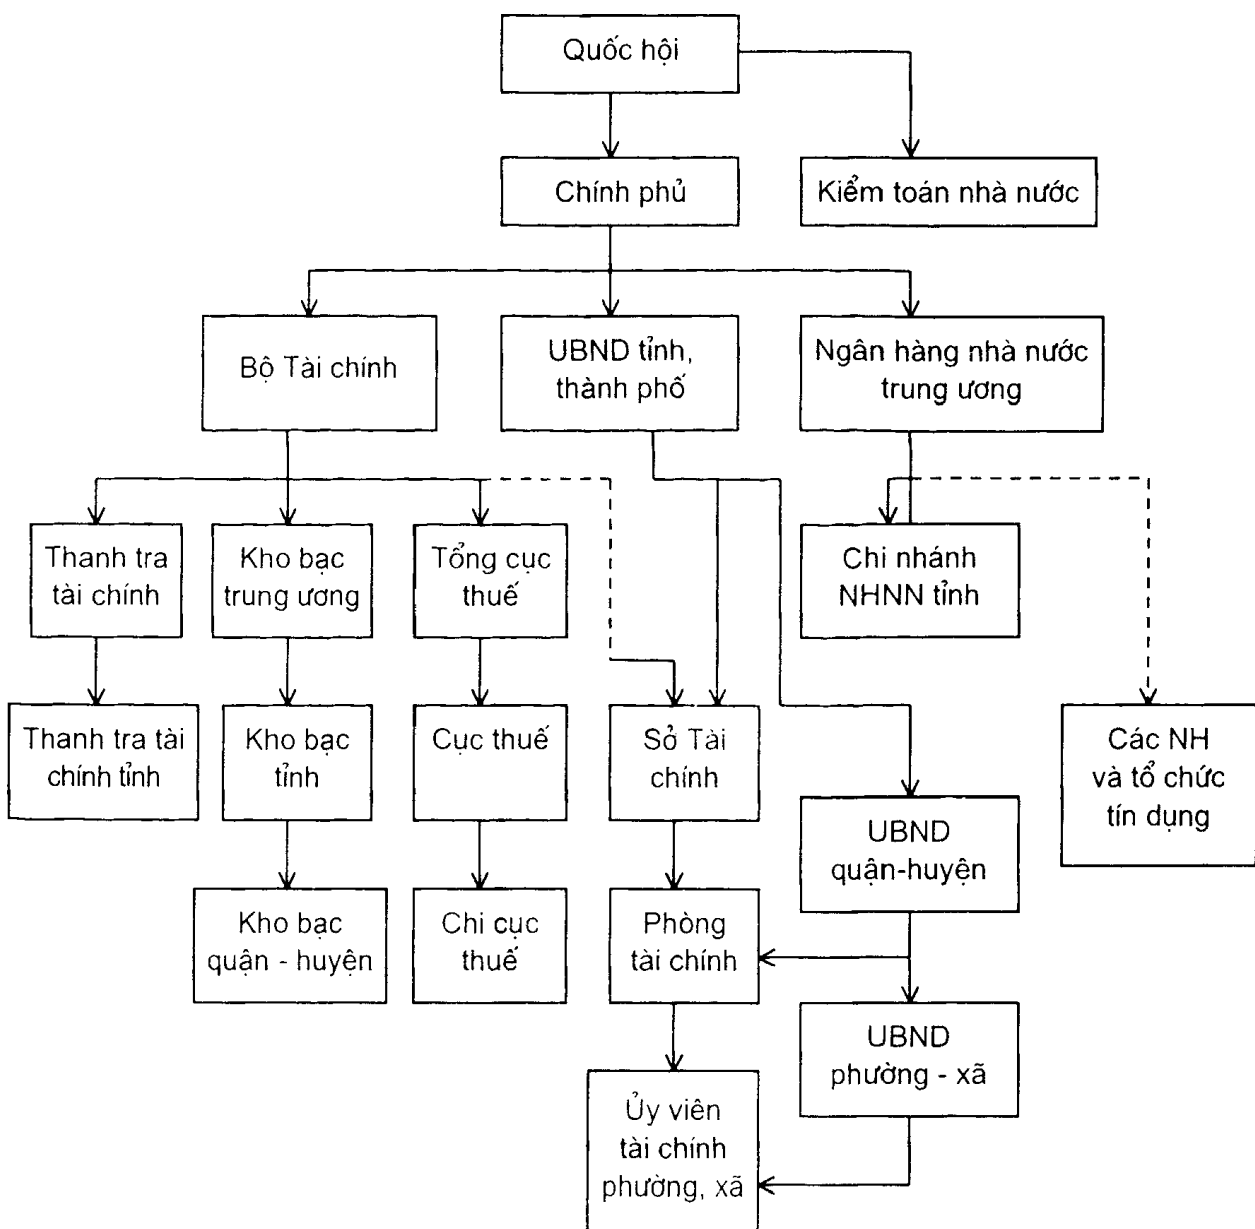 Quốc hội
Chính phủ
Kiểm toán nhà nước
Bộ Tài chính
UBND tỉnh,
thành phố
Ngân hàng nhà nước
trung ương
Thanh tra
tài chính
Kho bạc
trung ương
Tổng cục
thuế
Chi nhánh
NHNN tỉnh
Thanh tra tài
chính tỉnh
Kho bạc
tỉnh
Cục thuế
Sở Tài
chính
Các NH
và tổ chức
tín dụng
UBND
quận-huyện
Kho bạc
quận - huyện
Chi cục
thuế
Phòng
tài chính
UBND
phường - xã
Ủy viên
tài chính
phường, xã